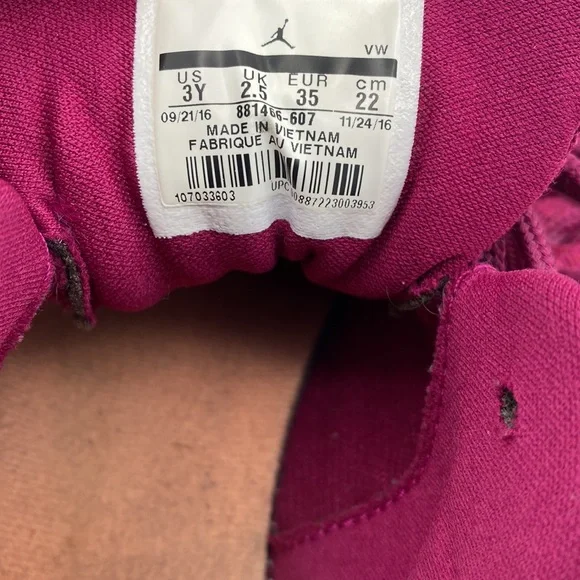 VW
US UK EUR cm
3Y 2.5 35 22
09/21/16 881466-607 11/24/16
MADE IN VIETNAM
FABRIQUE AU VIETNAM
107033603 UPC 00887223003953